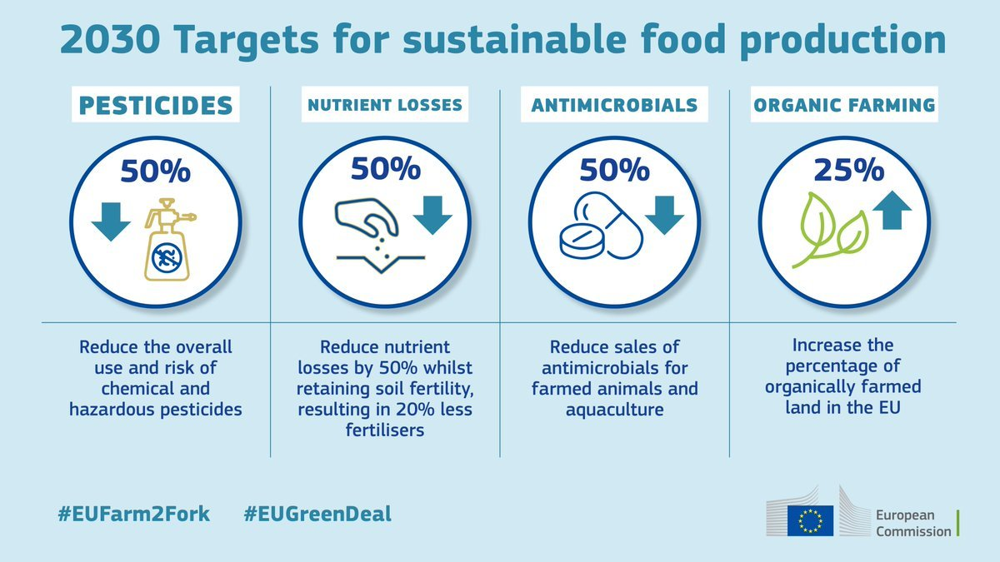 2030 Targets for sustainable food production
PESTICIDES
50%
Reduce the overall
use and risk of
chemical and
hazardous pesticides
NUTRIENT LOSSES
50%
Reduce nutrient
losses by 50% whilst
retaining soil fertility,
resulting in 20% less
fertilisers
ANTIMICROBIALS
50%
Reduce sales of
antimicrobials for
farmed animals and
aquaculture
ORGANIC FARMING
25%
Increase the
percentage of
organically farmed
land in the EU
#EUFarm2Fork #EUGreenDeal
European
Commission